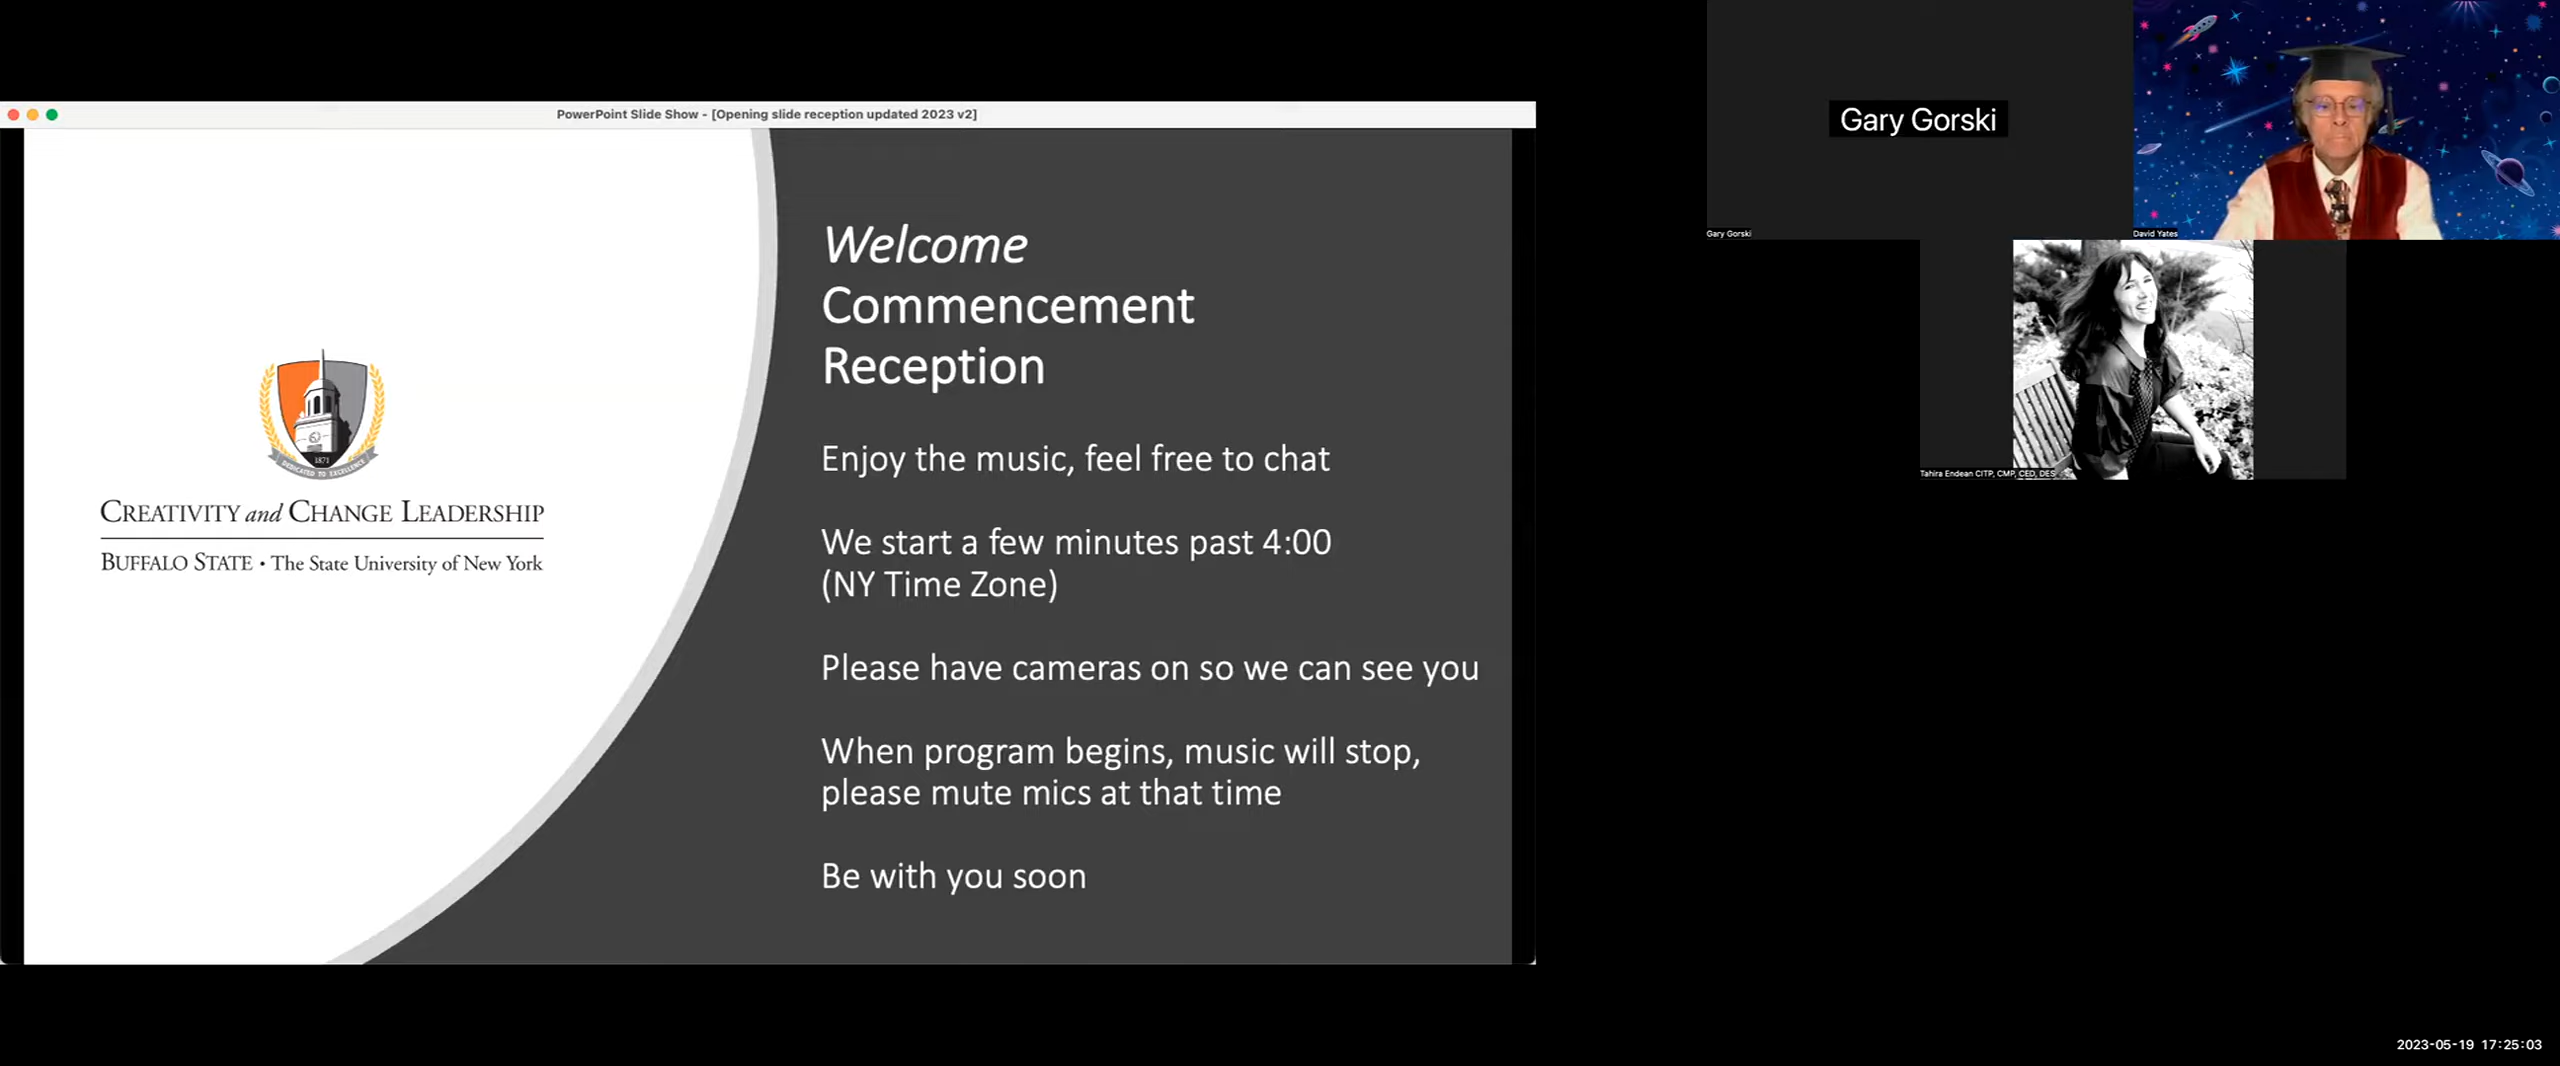 PowerPoint Slide Show - [Opening slide reception updated 2023 v2]
Welcome
Commencement
Reception
Enjoy the music, feel free to chat
We start a few minutes past 4:00
(NY Time Zone)
Please have cameras on so we can see you
When program begins, music will stop,
please mute mics at that time
Be with you soon
1871
DEDICATED TO EXCELLENCE
CREATIVITY and CHANGE LEADERSHIP
BUFFALO STATE • The State University of New York
Gary Gorski
Gary Gorski
David Yates
Tahira Endean CITP, CMP, CED, DES
2023-05-19 17:25:03